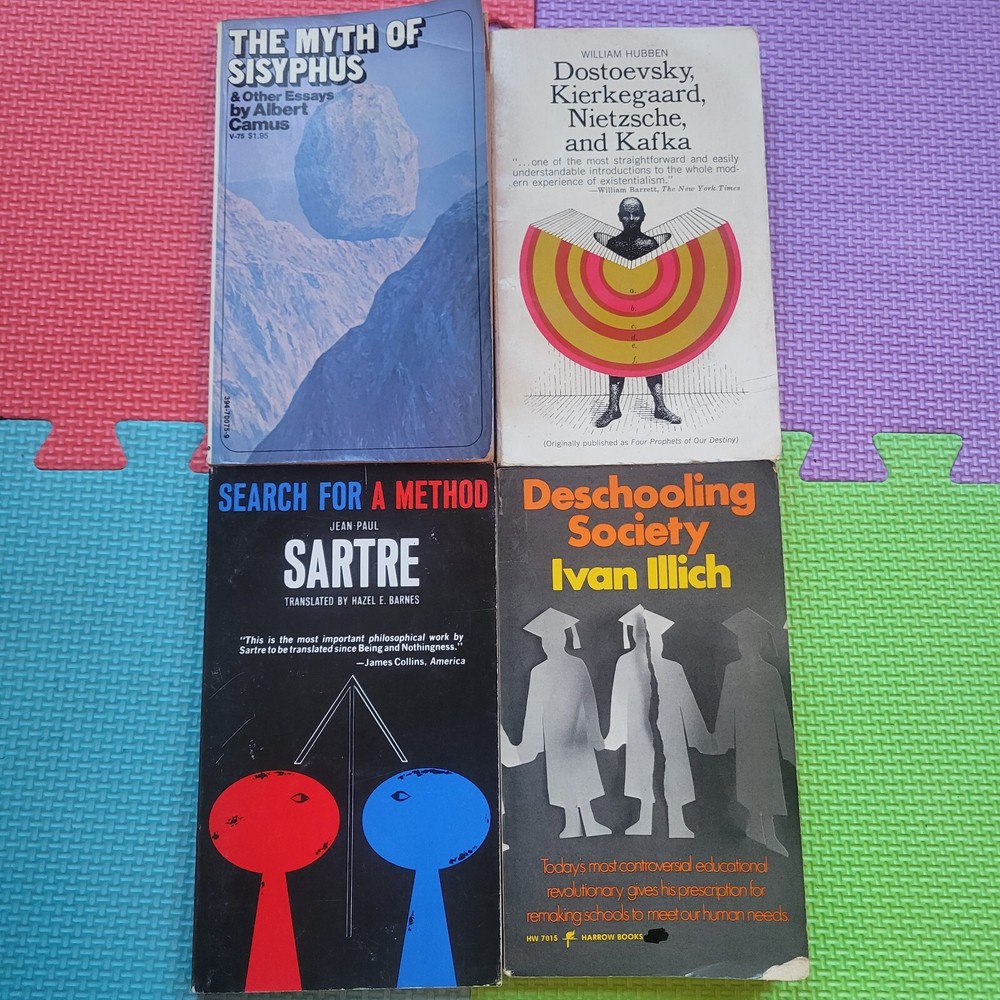 THE MYTH OF
SISYPHUS
& Other Essays
by Albert
Camus
V-75 $1.95
394-70075-9
WILLIAM HUBBEN
Dostoevsky,
Kierkegaard,
Nietzsche,
and Kafka
"...one of the most straightforward and easily
understandable introductions to the whole mod-
ern experience of existentialism."
—William Barrett, The New York Times
a.
b.
c.
d.
e.
f.
(Originally published as Four Prophets of Our Destiny)
SEARCH FOR A METHOD
JEAN-PAUL
SARTRE
TRANSLATED BY HAZEL E. BARNES
"This is the most important philosophical work by
Sartre to be translated since Being and Nothingness."
—James Collins, America
Deschooling
Society
Ivan Illich
Today's most controversial educational
revolutionary gives his prescription for
remaking schools to meet our human needs.
HW 7015 HARROW BOOKS